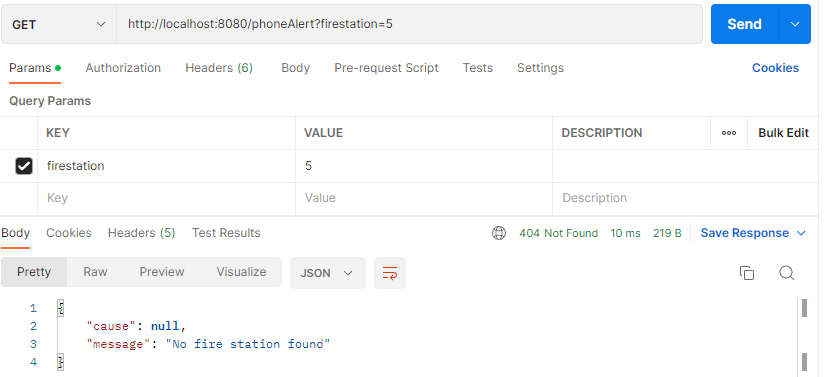 GET http://localhost:8080/phoneAlert?firestation=5 Send
Params Authorization Headers (6) Body Pre-request Script Tests Settings Cookies
Query Params
KEY VALUE DESCRIPTION ooo Bulk Edit
firestation 5
Key Value Description
Body Cookies Headers (5) Test Results 404 Not Found 10 ms 219 B Save Response
Pretty Raw Preview Visualize JSON
1 {
2 "cause": null,
3 "message": "No fire station found"
4 }